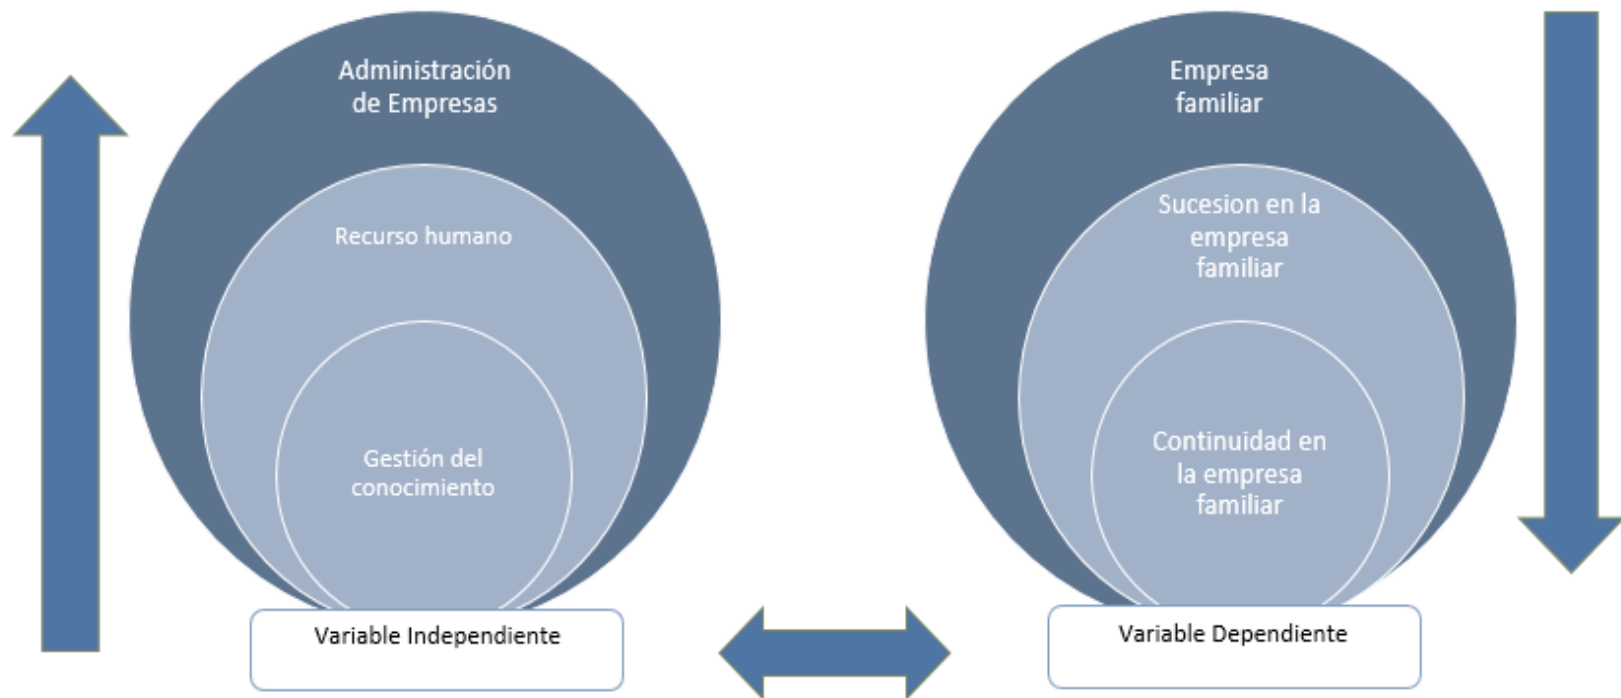 Administración
de Empresas
Recurso humano
Gestión del
conocimiento
Variable Independiente
Empresa
familiar
Sucesion en la
empresa
familiar
Continuidad en
la empresa
familiar
Variable Dependiente